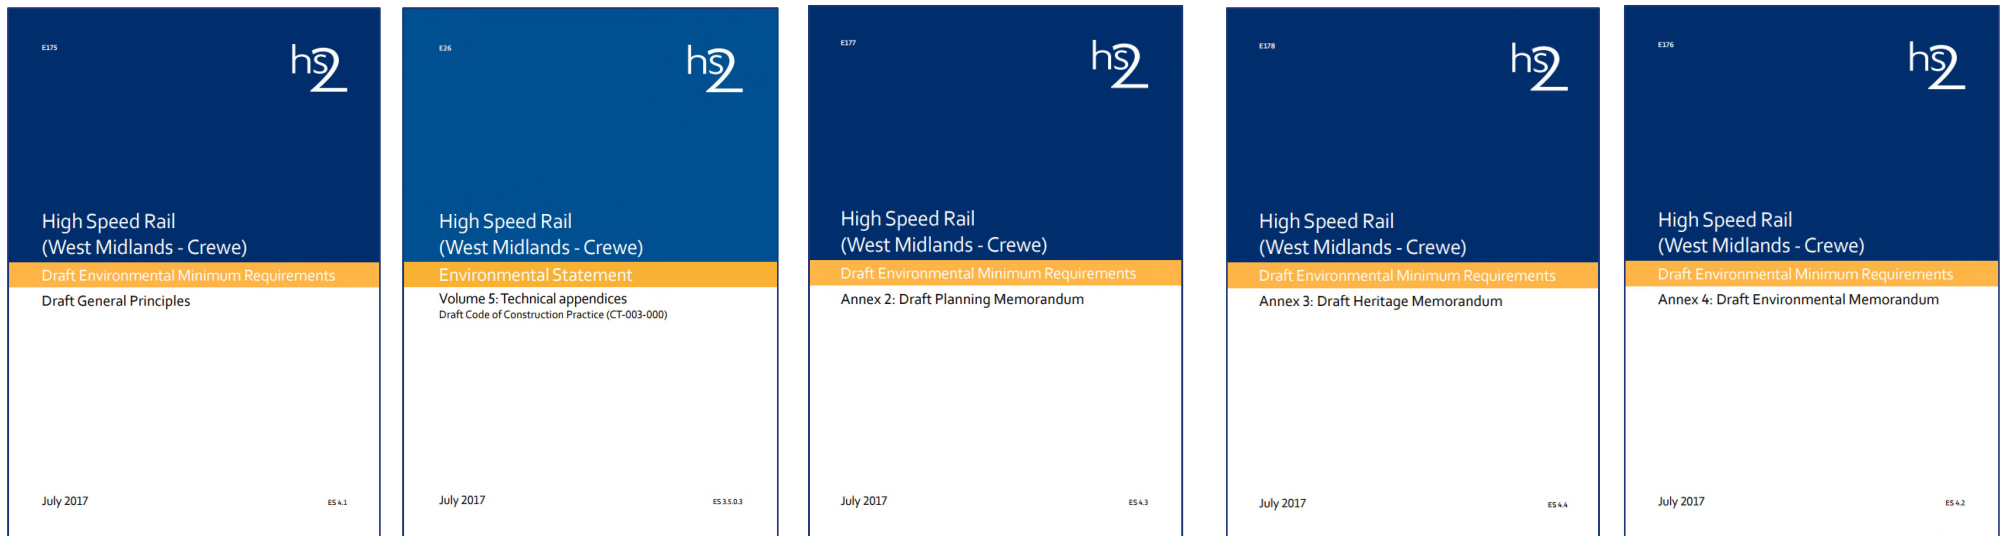 E175
hs2
High Speed Rail
(West Midlands - Crewe)
Draft Environmental Minimum Requirements
Draft General Principles
July 2017
ES 4.1
E26
hs2
High Speed Rail
(West Midlands - Crewe)
Environmental Statement
Volume 5: Technical appendices
Draft Code of Construction Practice (CT-003-000)
July 2017
ES 3.5.0.3
E177
hs2
High Speed Rail
(West Midlands - Crewe)
Draft Environmental Minimum Requirements
Annex 2: Draft Planning Memorandum
July 2017
ES 4.3
E178
hs2
High Speed Rail
(West Midlands - Crewe)
Draft Environmental Minimum Requirements
Annex 3: Draft Heritage Memorandum
July 2017
ES 4.4
E176
hs2
High Speed Rail
(West Midlands - Crewe)
Draft Environmental Minimum Requirements
Annex 4: Draft Environmental Memorandum
July 2017
ES 4.2